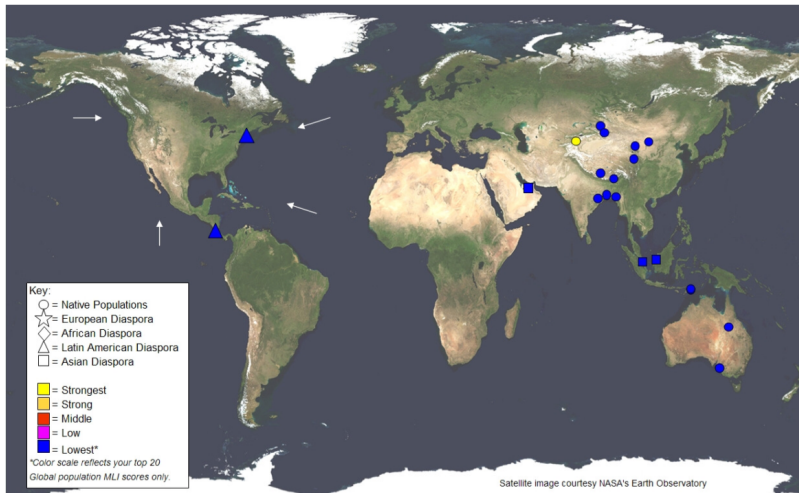 Key:
= Native Populations
= European Diaspora
= African Diaspora
= Latin American Diaspora
= Asian Diaspora
= Strongest
= Strong
= Middle
= Low
= Lowest*
*Color scale reflects your top 20
Global population MLI scores only.
Satellite image courtesy NASA's Earth Observatory